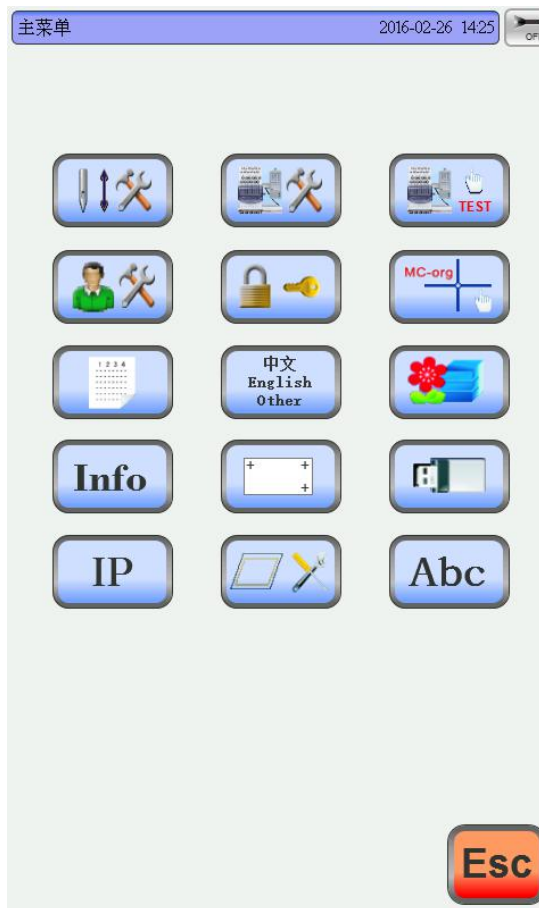 主菜单
2016-02-26 14:25
TEST
MC-org
1 2 3 4
中文
English
Other
Info
IP
Abc
Esc